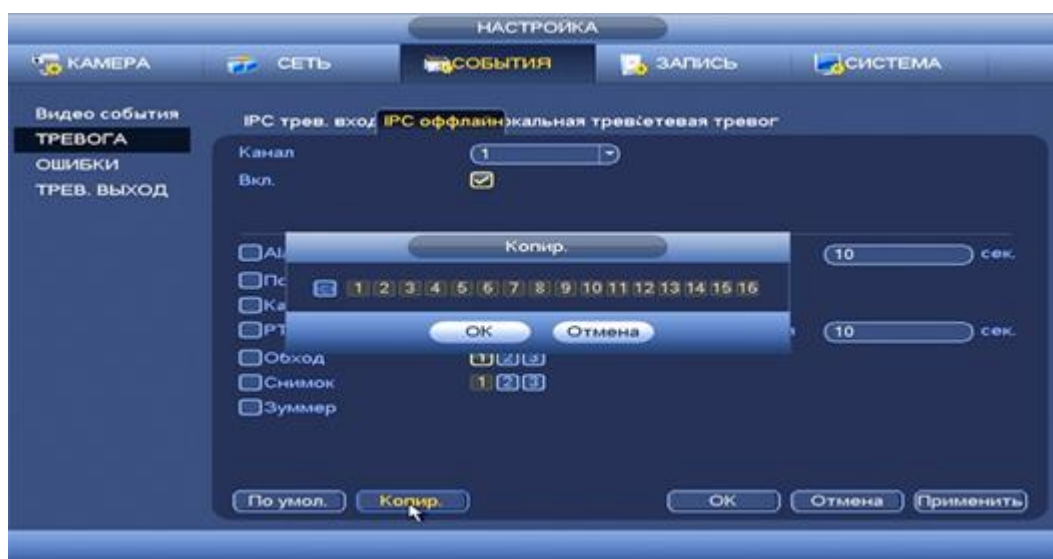 НАСТРОЙКА
КАМЕРА СЕТЬ СОБЫТИЯ ЗАПИСЬ СИСТЕМА
Видео события
ТРЕВОГА
ОШИБКИ
ТРЕВ. ВЫХОД
IPC трев. вход IPC оффлайн окальная трев сетевая тревог
Канал 1
Вкл.
10 сек.
Копир.
1 2 3 4 5 6 7 8 9 10 11 12 13 14 15 16
PT 10 сек.
OK Отмена
Обход 1 2 3
Снимок 1 2 3
Зуммер
По умол. Копир. OK Отмена Применить